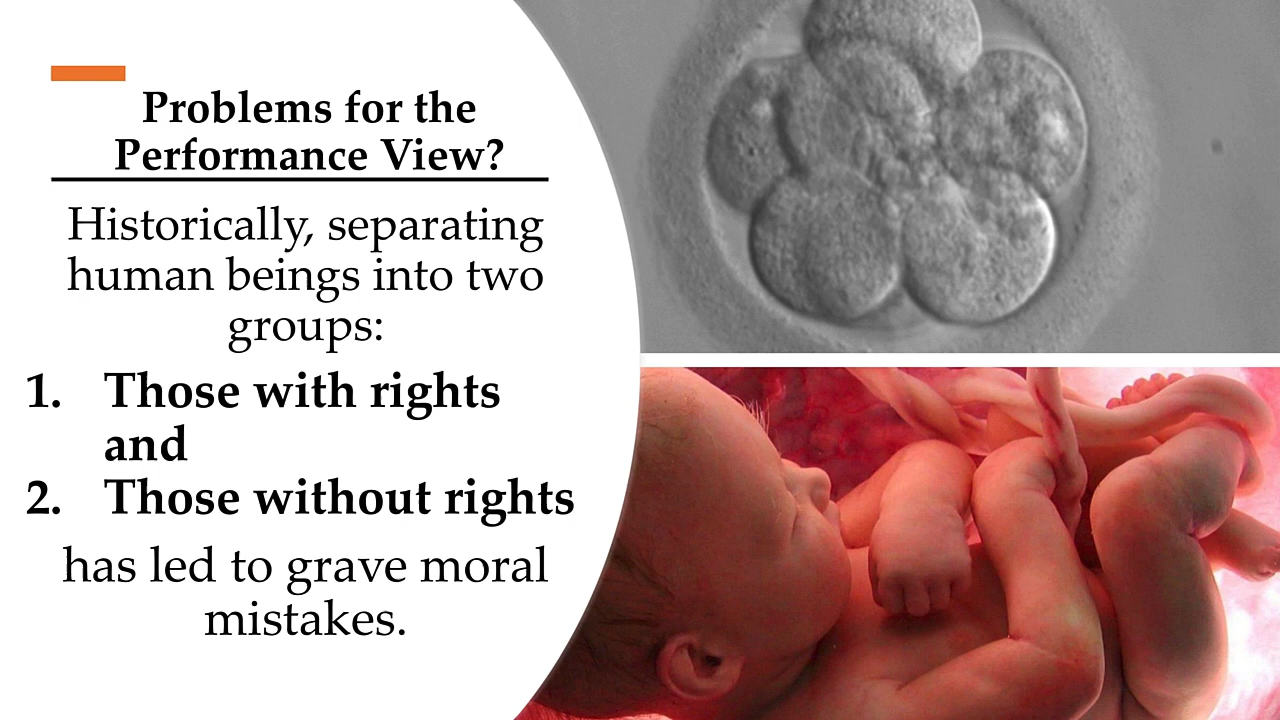 Problems for the
Performance View?
Historically, separating
human beings into two
groups:
1. Those with rights
and
2. Those without rights
has led to grave moral
mistakes.